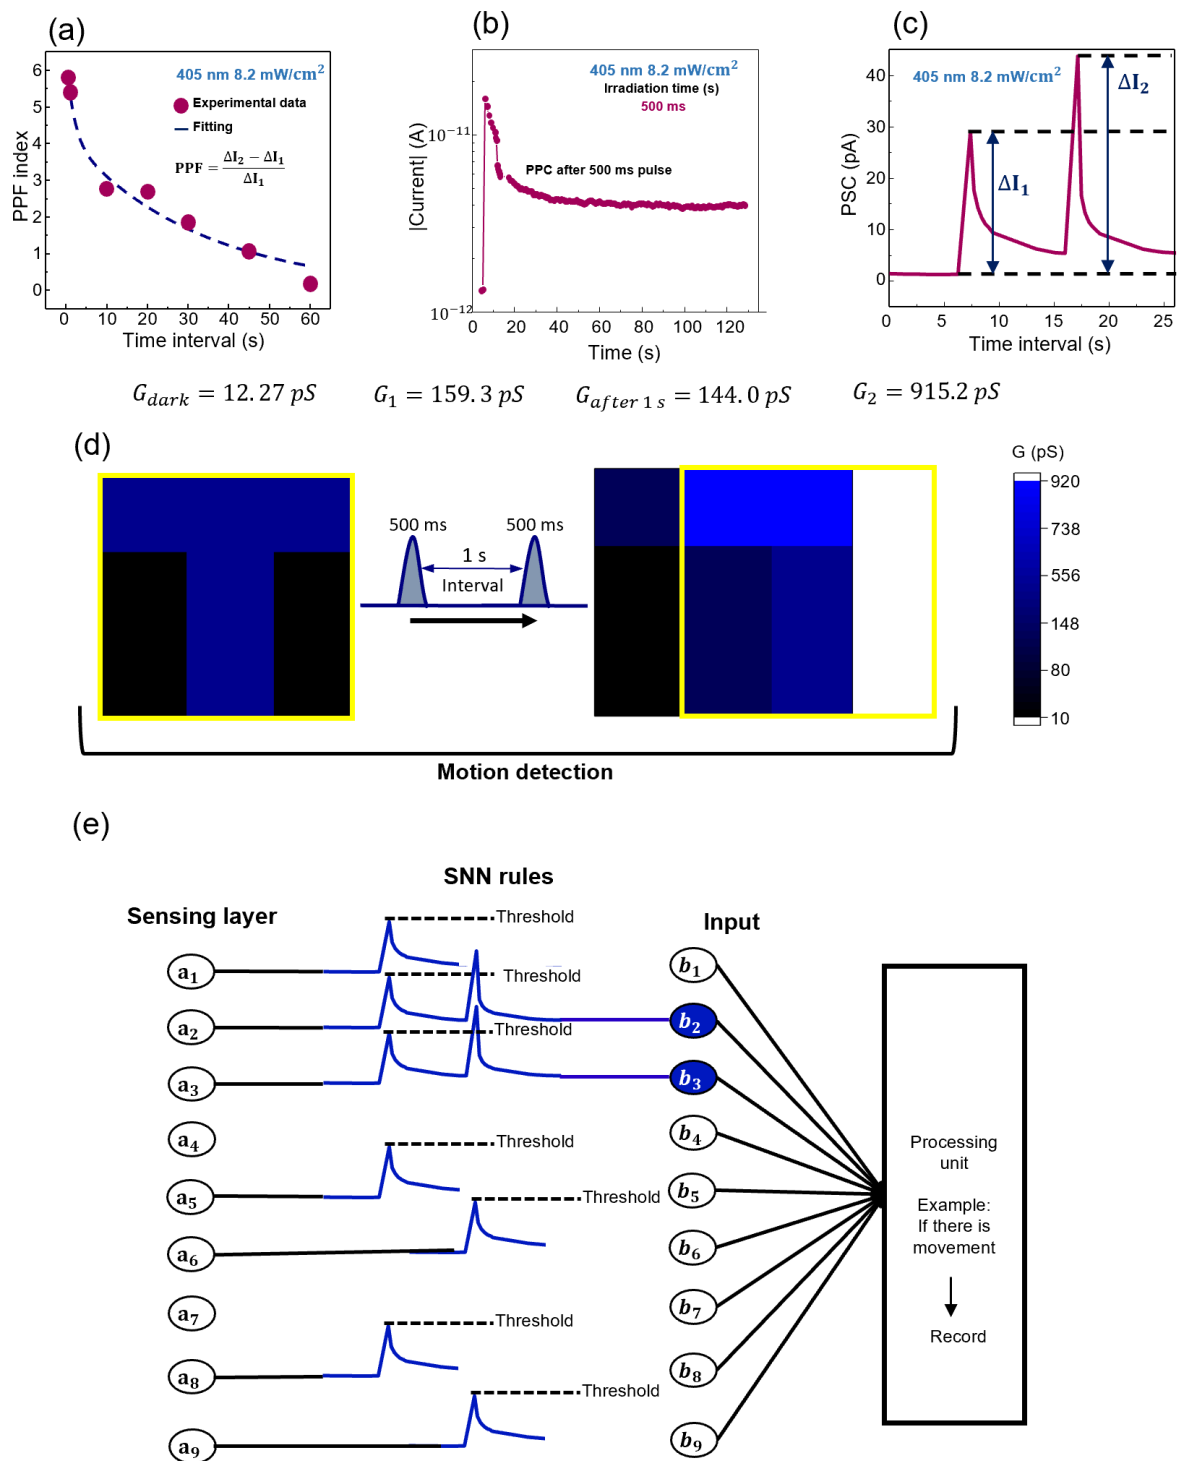 (a)
6
5
4
3
2
1
0
PPF index
405 nm 8.2 mW/cm²
Experimental data
Fitting
PPF = (ΔI₂ − ΔI₁) / ΔI₁
0 10 20 30 40 50 60
Time interval (s)
(b)
|Current| (A)
10⁻¹¹
10⁻¹²
405 nm 8.2 mW/cm²
Irradiation time (s)
500 ms
PPC after 500 ms pulse
0 20 40 60 80 100 120
Time (s)
(c)
PSC (pA)
40
30
20
10
0
405 nm 8.2 mW/cm²
ΔI₁
ΔI₂
0 5 10 15 20 25
Time interval (s)
G_dark = 12.27 pS G₁ = 159.3 pS G_after 1 s = 144.0 pS G₂ = 915.2 pS
(d)
500 ms 500 ms
1 s
Interval
G (pS)
920
738
556
148
80
10
Motion detection
(e)
SNN rules
Sensing layer
Input
Threshold
Threshold
Threshold
Threshold
Threshold
Threshold
Threshold
a₁
a₂
a₃
a₄
a₅
a₆
a₇
a₈
a₉
b₁
b₂
b₃
b₄
b₅
b₆
b₇
b₈
b₉
Processing
unit
Example:
If there is
movement
Record